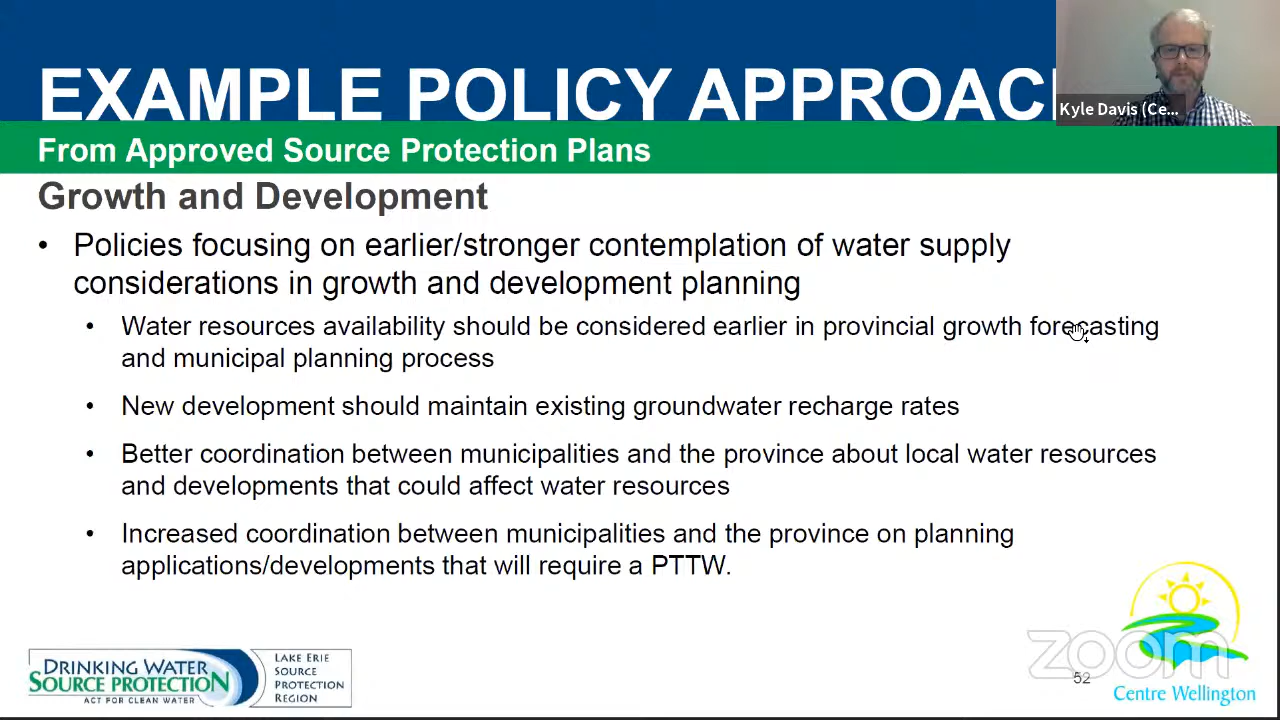 EXAMPLE POLICY APPROAC
Kyle Davis (Ce...
From Approved Source Protection Plans
Growth and Development
• Policies focusing on earlier/stronger contemplation of water supply
considerations in growth and development planning
• Water resources availability should be considered earlier in provincial growth forecasting
and municipal planning process
• New development should maintain existing groundwater recharge rates
• Better coordination between municipalities and the province about local water resources
and developments that could affect water resources
• Increased coordination between municipalities and the province on planning
applications/developments that will require a PTTW.
DRINKING WATER
SOURCE PROTECTION
ACT FOR CLEAN WATER
LAKE ERIE
SOURCE
PROTECTION
REGION
zoom
52
Centre Wellington